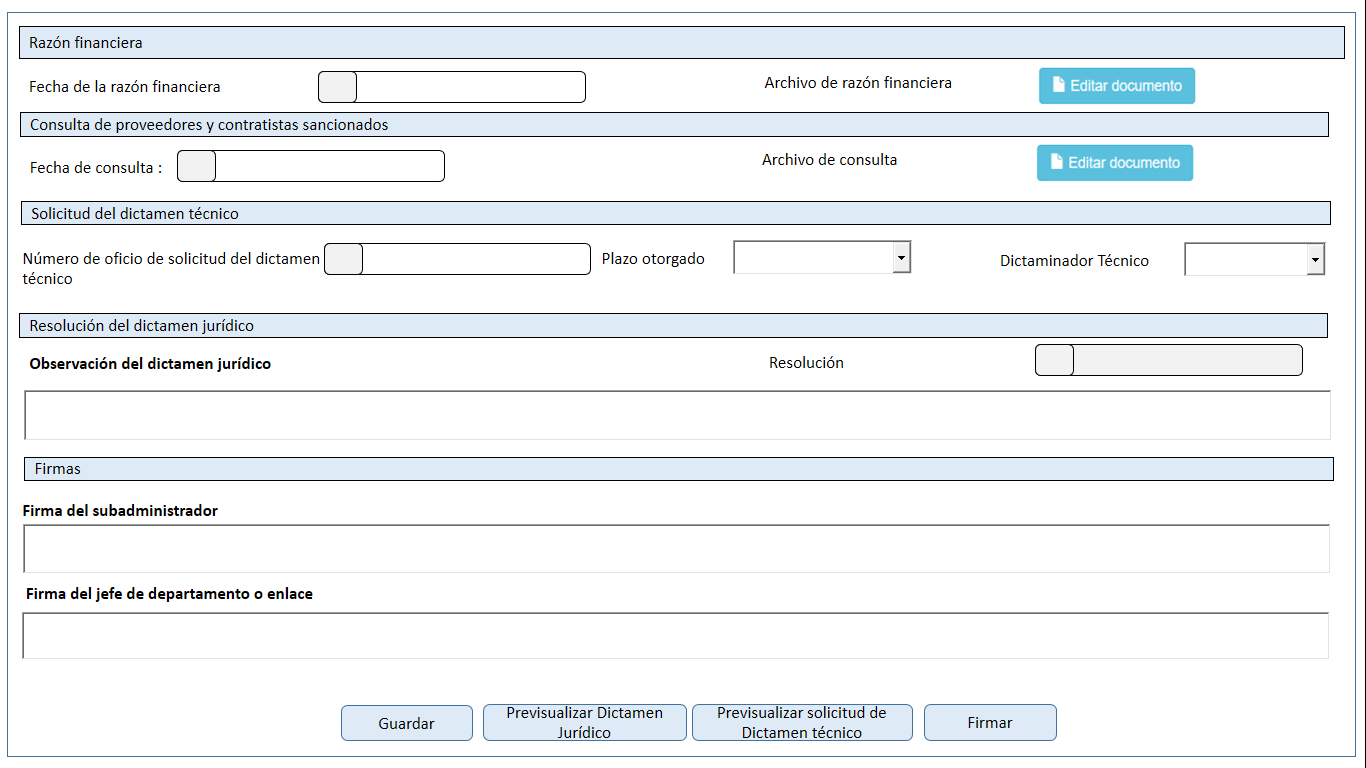 Razón financiera
Fecha de la razón financiera
Archivo de razón financiera
Editar documento
Consulta de proveedores y contratistas sancionados
Fecha de consulta :
Archivo de consulta
Editar documento
Solicitud del dictamen técnico
Número de oficio de solicitud del dictamen
técnico
Plazo otorgado
Dictaminador Técnico
Resolución del dictamen jurídico
Observación del dictamen jurídico
Resolución
Firmas
Firma del subadministrador
Firma del jefe de departamento o enlace
Guardar
Previsualizar Dictamen
Jurídico
Previsualizar solicitud de
Dictamen técnico
Firmar